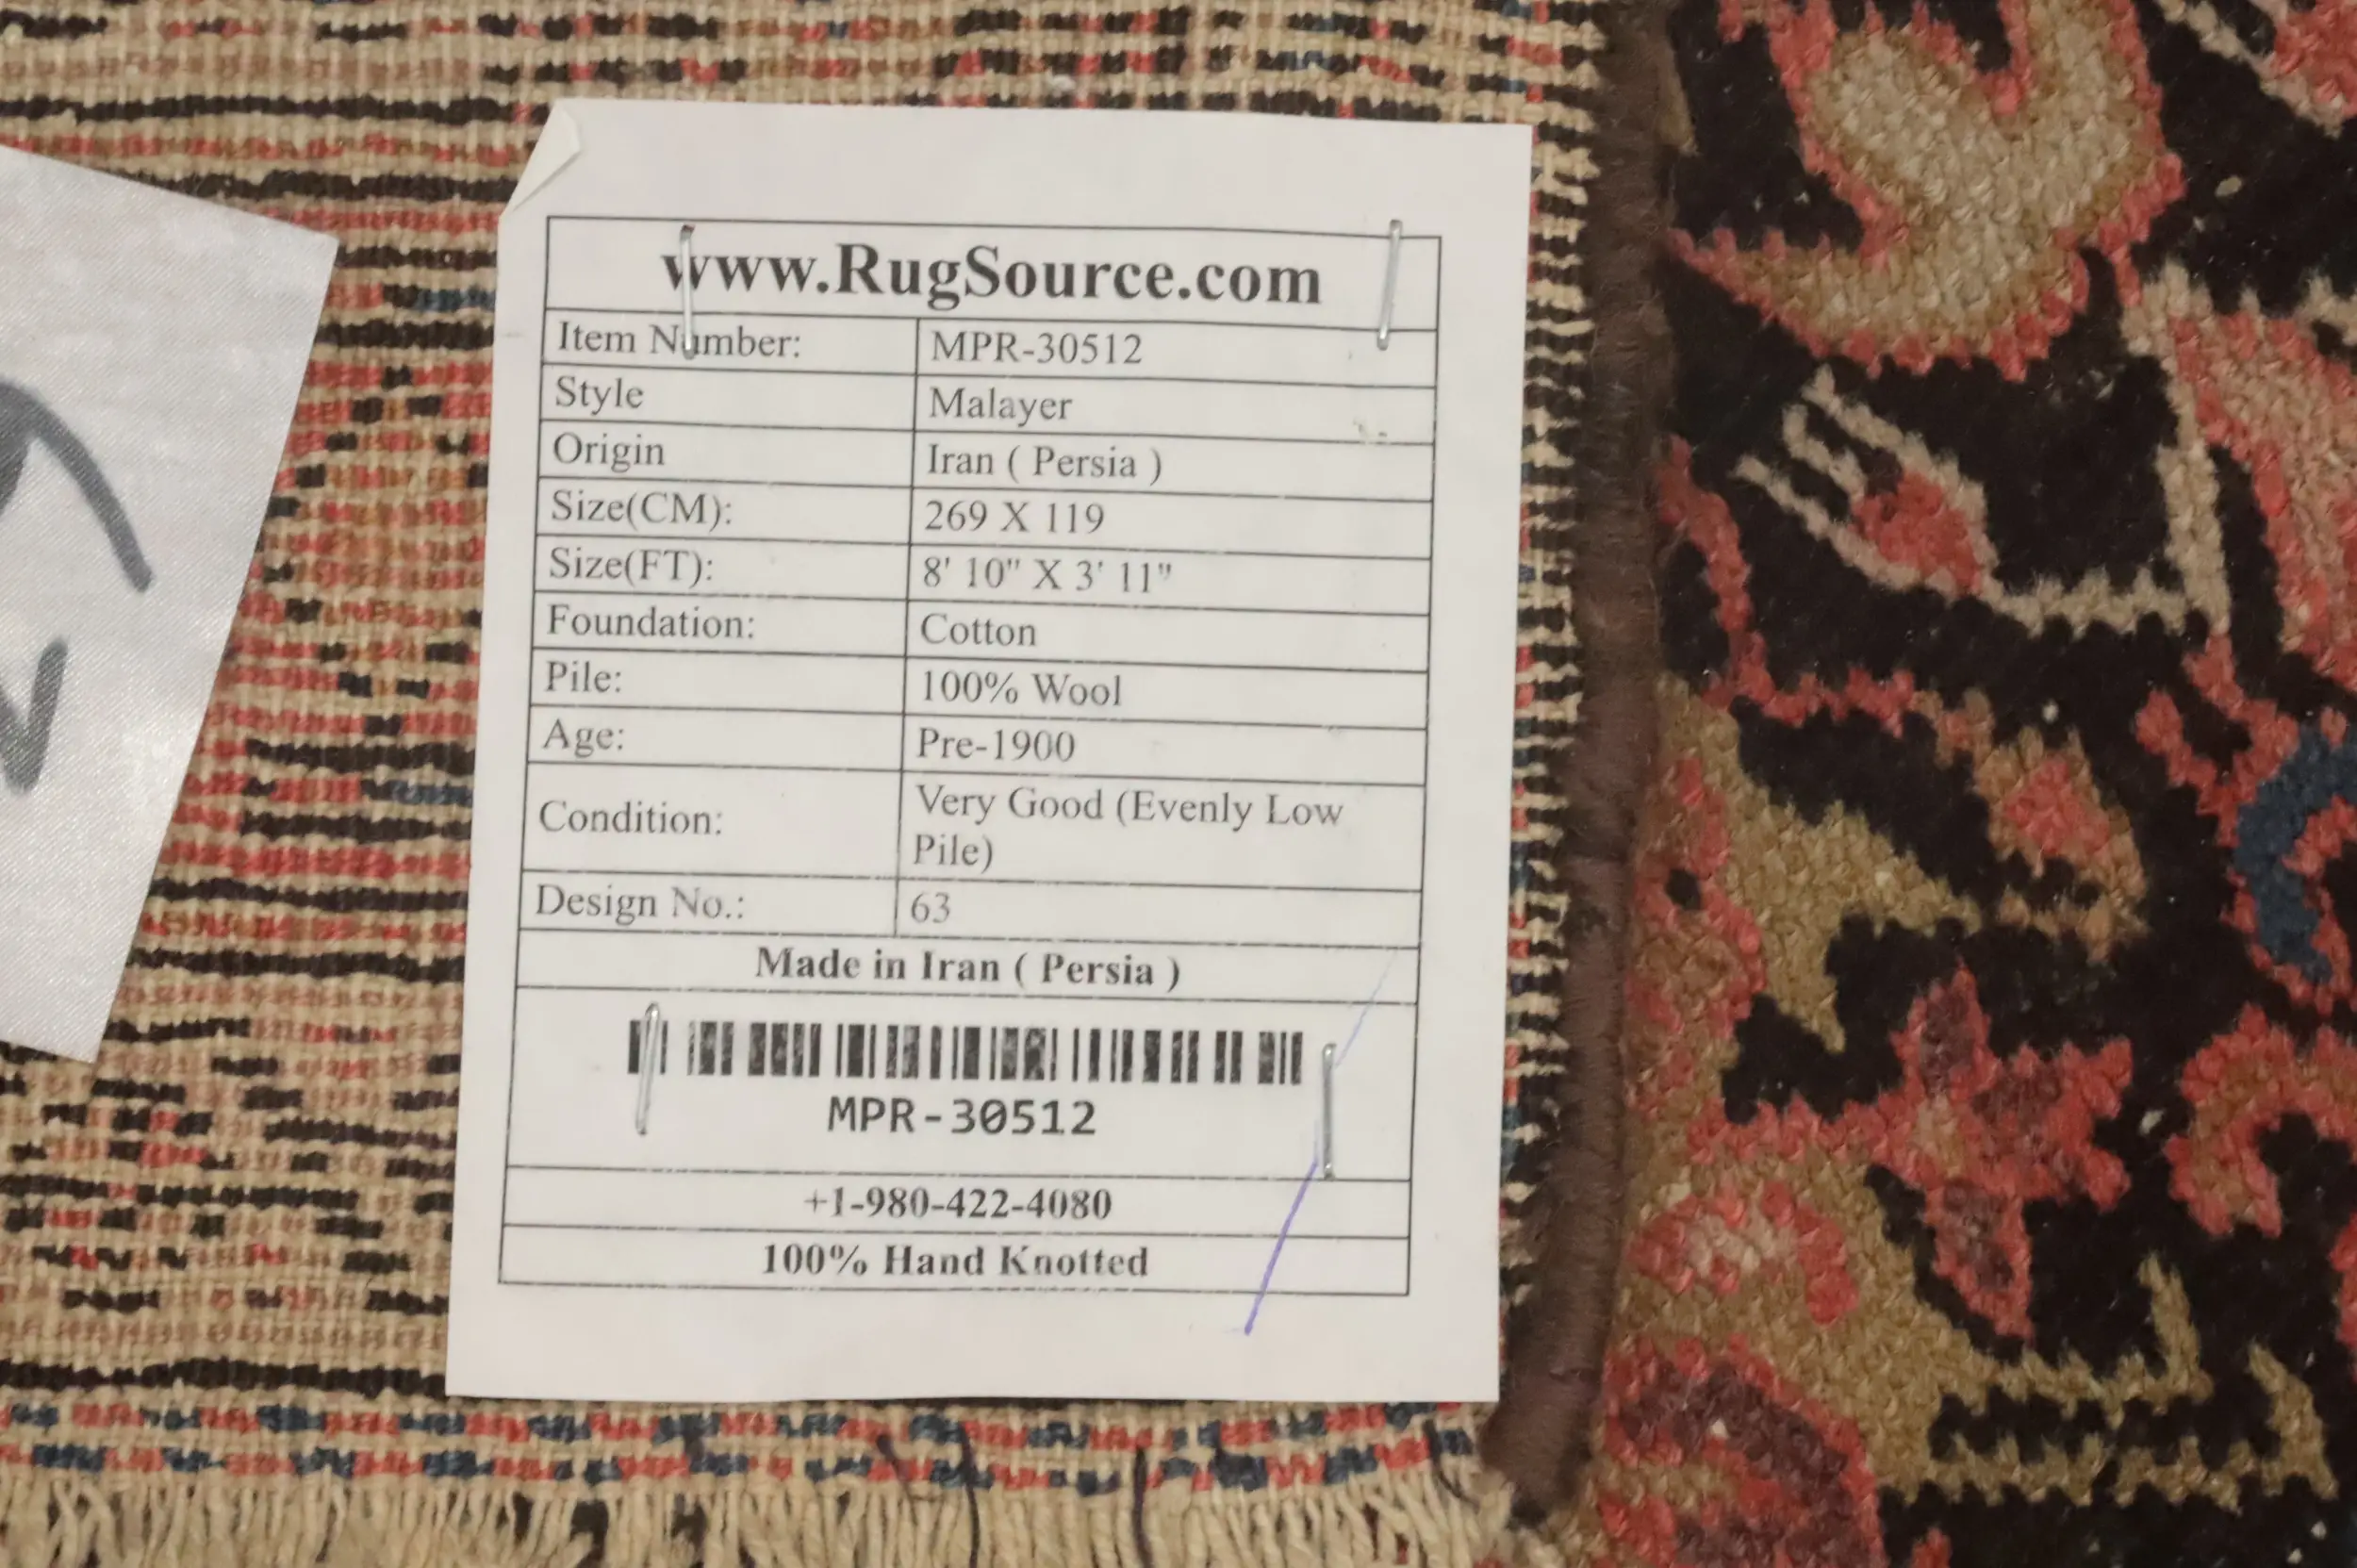 www.RugSource.com
Item Number: MPR-30512
Style Malayer
Origin Iran ( Persia )
Size(CM): 269 X 119
Size(FT): 8' 10" X 3' 11"
Foundation: Cotton
Pile: 100% Wool
Age: Pre-1900
Condition: Very Good (Evenly Low
Pile)
Design No.: 63
Made in Iran ( Persia )
MPR-30512
+1-980-422-4080
100% Hand Knotted